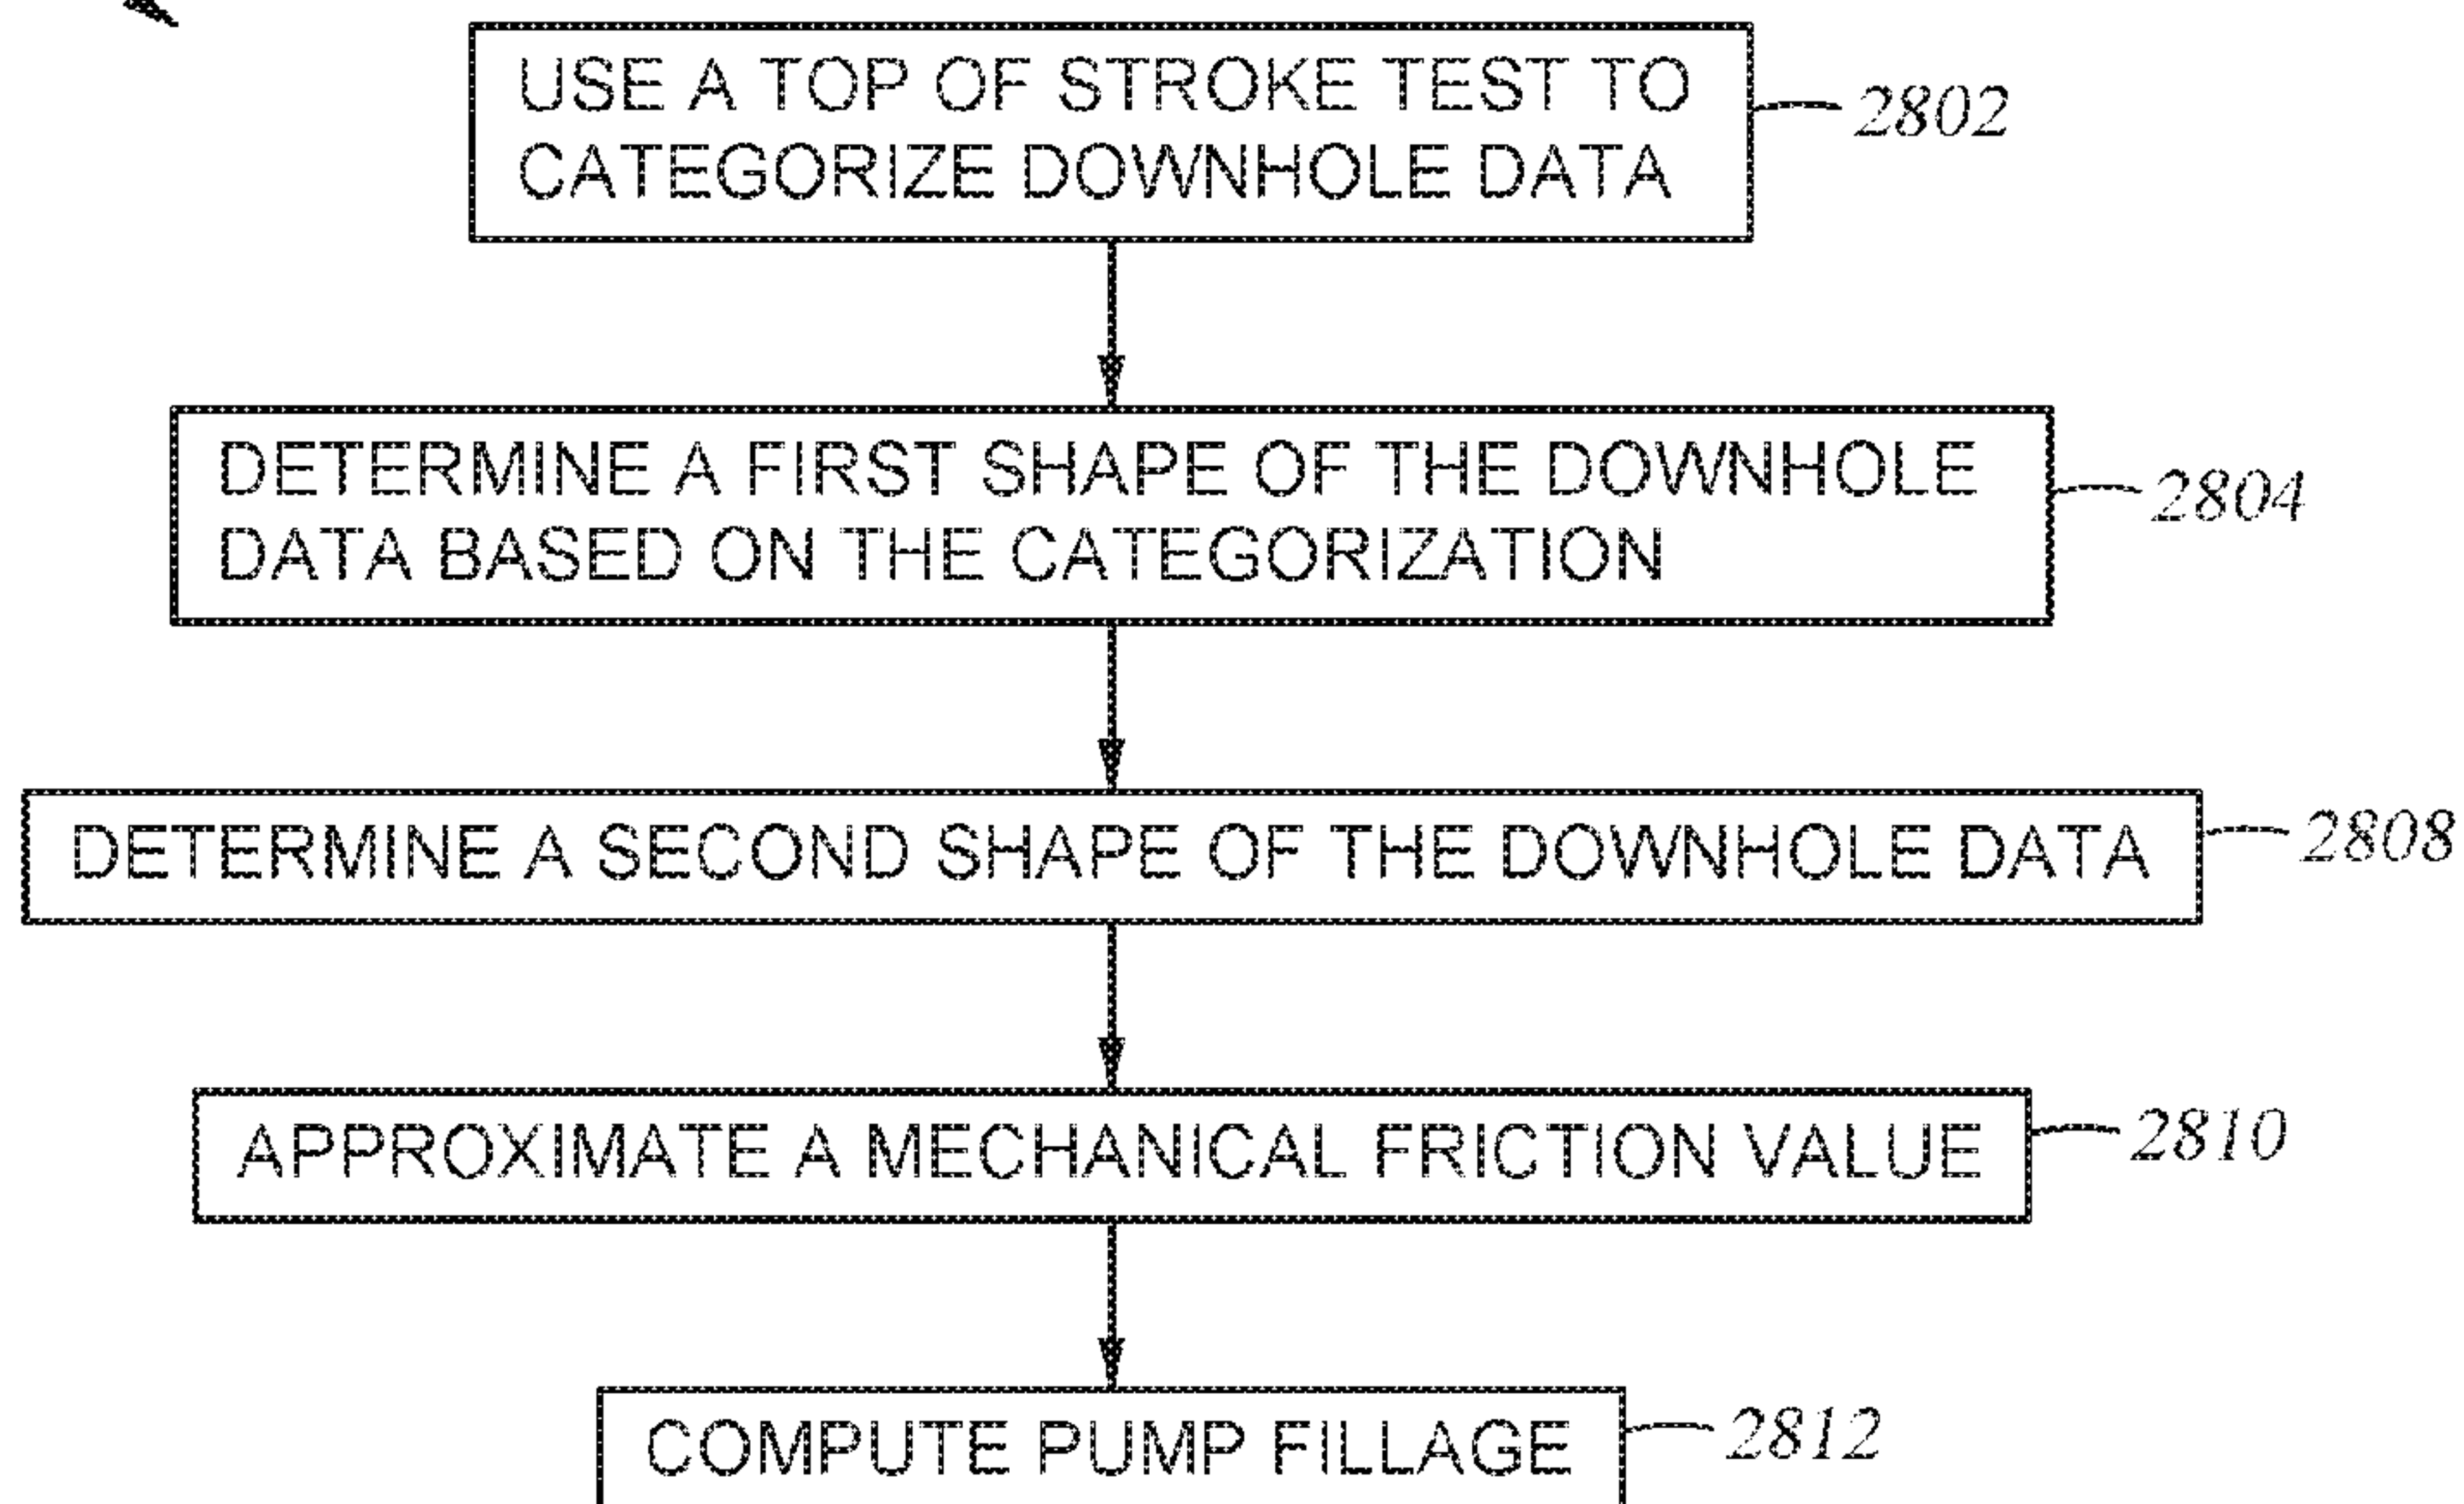 USE A TOP OF STROKE TEST TO
CATEGORIZE DOWNHOLE DATA
2802
DETERMINE A FIRST SHAPE OF THE DOWNHOLE
DATA BASED ON THE CATEGORIZATION
2804
DETERMINE A SECOND SHAPE OF THE DOWNHOLE DATA
2808
APPROXIMATE A MECHANICAL FRICTION VALUE
2810
COMPUTE PUMP FILLAGE
2812